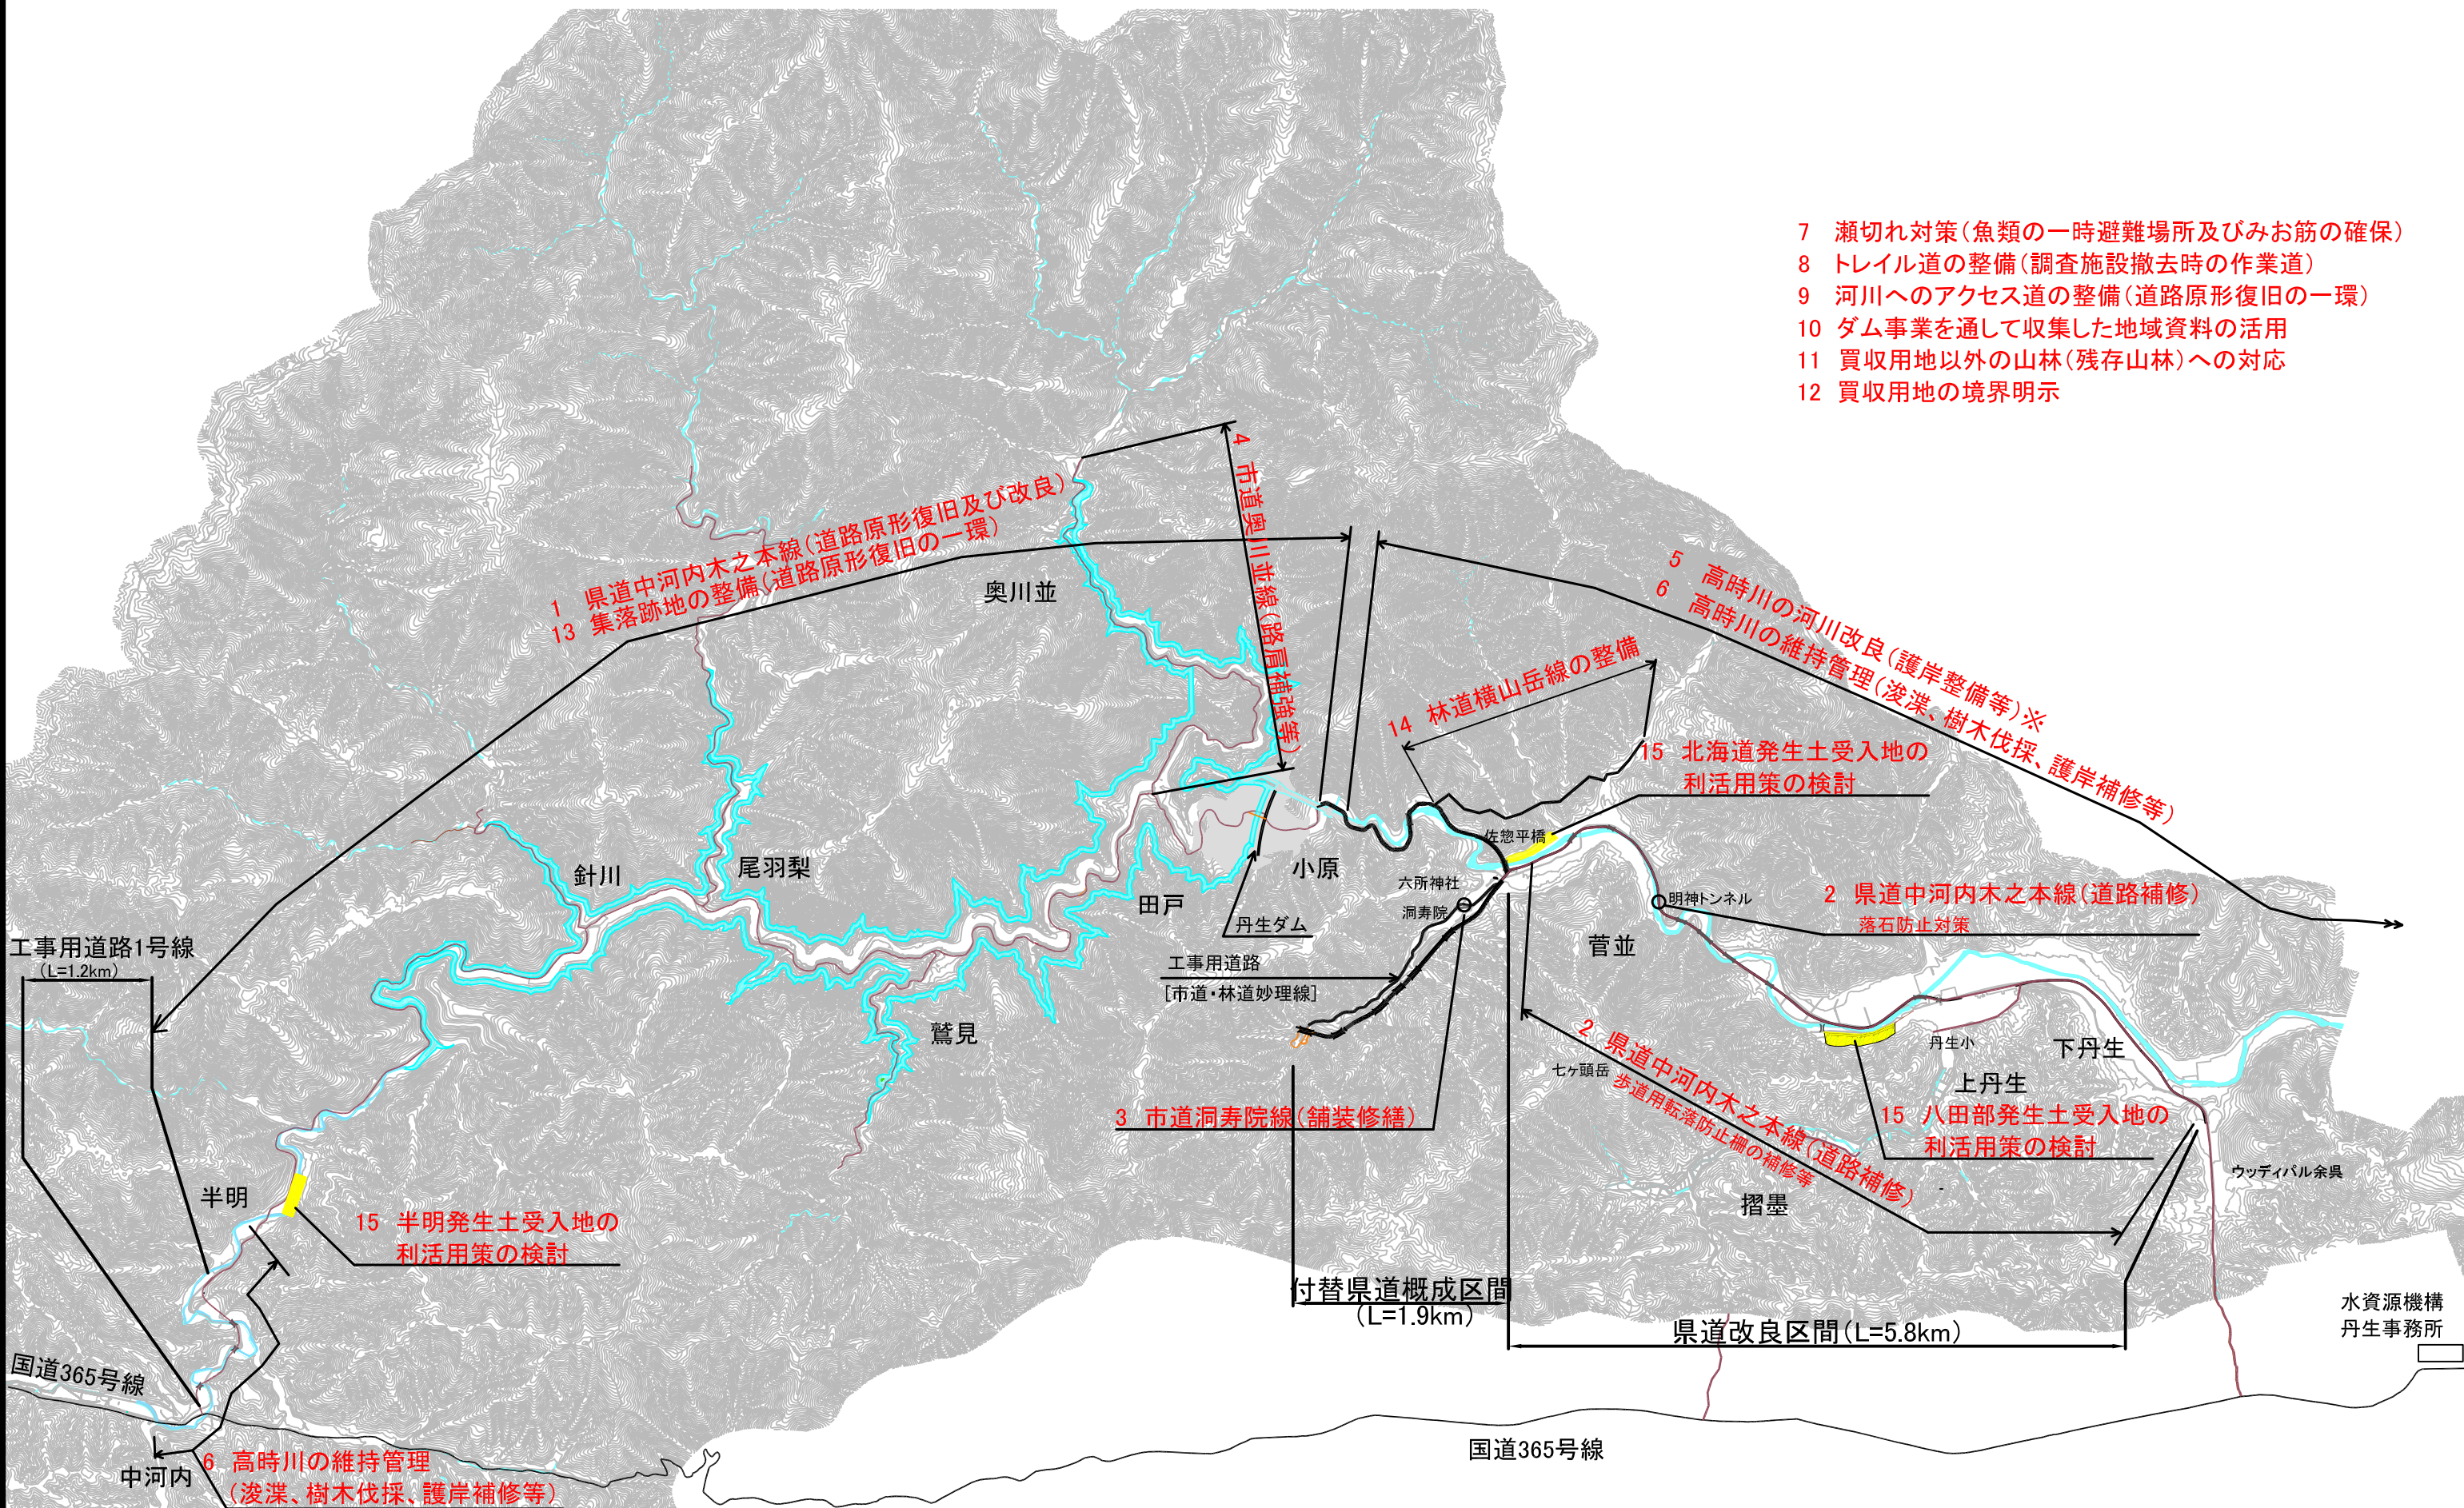 7 瀬切れ対策(魚類の一時避難場所及びみお筋の確保)
8 トレイル道の整備(調査施設撤去時の作業道)
9 河川へのアクセス道の整備(道路原形復旧の一環)
10 ダム事業を通して収集した地域資料の活用
11 買収用地以外の山林(残存山林)への対応
12 買収用地の境界明示
4 市道奥川並線(路肩補強等)
1 県道中河内木之本線(道路原形復旧及び改良)
13 集落跡地の整備(道路原形復旧の一環)
奥川並
5 高時川の河川改良(護岸整備等)※
6 高時川の維持管理(浚渫、樹木伐採、護岸補修等)
14 林道横山岳線の整備
15 北海道発生土受入地の
利活用策の検討
佐惣平橋
針川
尾羽梨
田戸
小原
丹生ダム
六所神社
洞寿院
明神トンネル
2 県道中河内木之本線(道路補修)
落石防止対策
菅並
工事用道路1号線
(L=1.2km)
工事用道路
[市道・林道妙理線]
鷲見
丹生小
下丹生
上丹生
七ヶ頭岳
2 県道中河内木之本線(道路補修)
歩道用転落防止柵の補修等
3 市道洞寿院線(舗装修繕)
15 八田部発生土受入地の
利活用策の検討
ウッディパル余呉
摺墨
半明
15 半明発生土受入地の
利活用策の検討
付替県道概成区間
(L=1.9km)
県道改良区間(L=5.8km)
水資源機構
丹生事務所
国道365号線
国道365号線
中河内
6 高時川の維持管理
(浚渫、樹木伐採、護岸補修等)